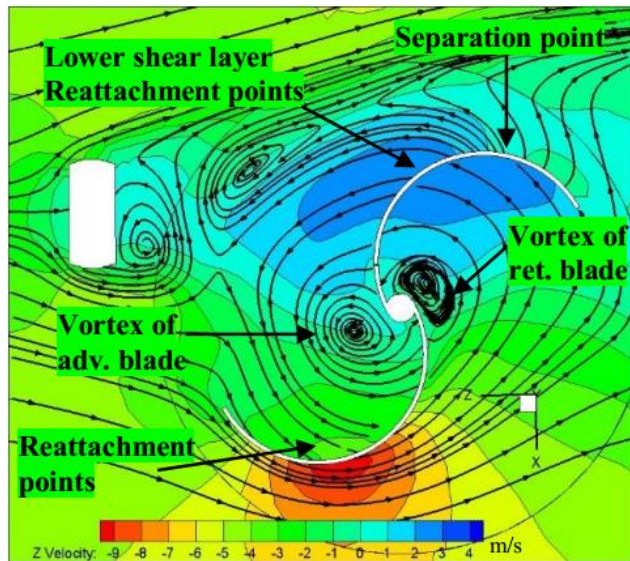 Separation point
Lower shear layer
Reattachment points
Vortex of
ret. blade
Vortex of
adv. blade
Z
X
Reattachment
points
Z Velocity: -9 -8 -7 -6 -5 -4 -3 -2 -1 0 1 2 3 4 m/s